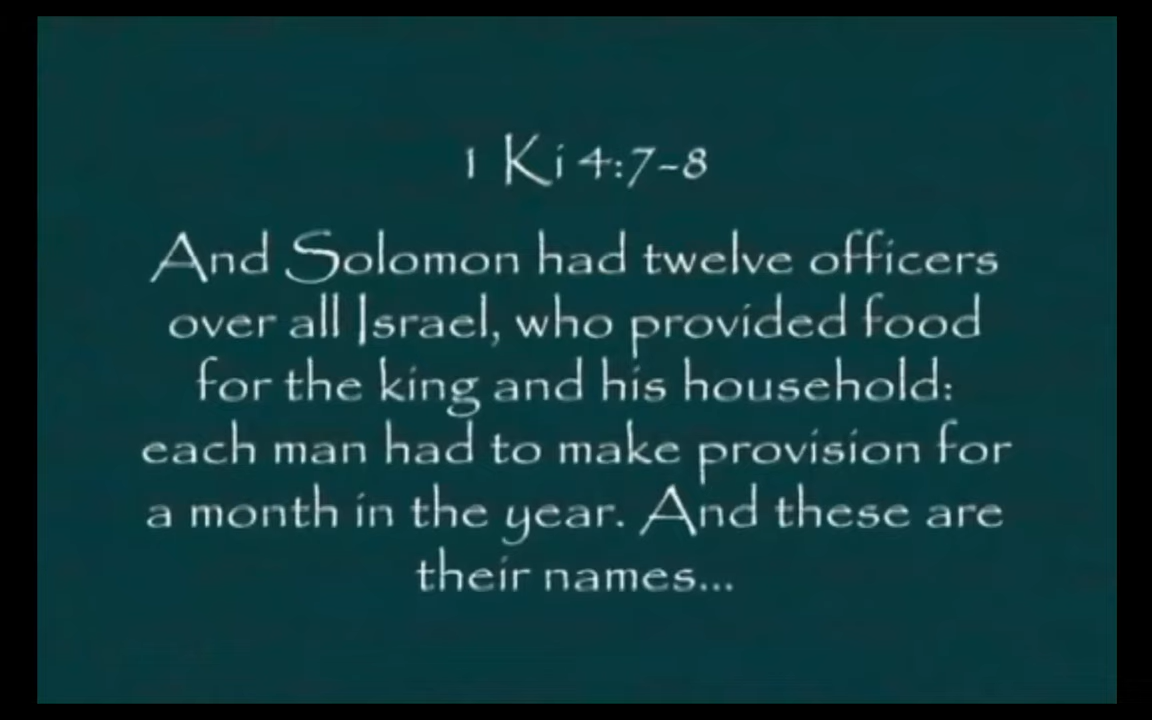 1 Ki 4:7-8
And Solomon had twelve officers
over all Israel, who provided food
for the king and his household:
each man had to make provision for
a month in the year. And these are
their names...